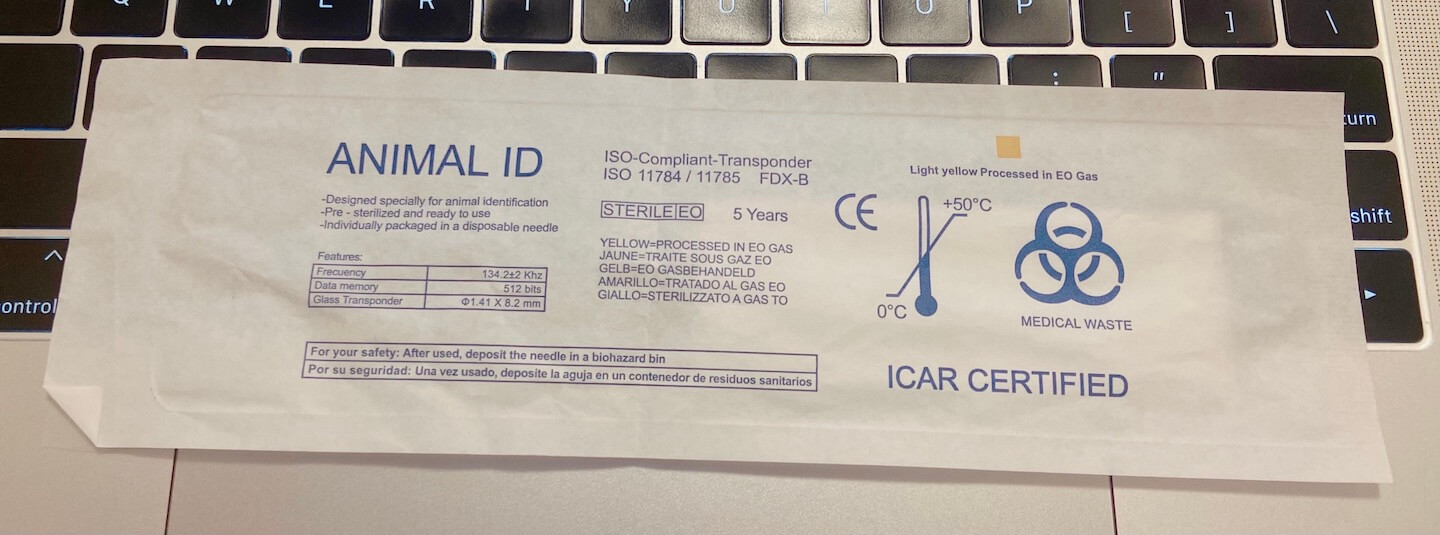 Q W E R T Y U I O P [ ] \
: " return
ANIMAL ID
-Designed specially for animal identification
-Pre - sterilized and ready to use
-Individually packaged in a disposable needle
Features:
Frecuency 134.2±2 Khz
Data memory 512 bits
Glass Transponder Φ1.41 X 8.2 mm
ISO-Compliant-Transponder
ISO 11784 / 11785 FDX-B
STERILE EO 5 Years
YELLOW=PROCESSED IN EO GAS
JAUNE=TRAITE SOUS GAZ EO
GELB=EO GASBEHANDELD
AMARILLO=TRATADO AL GAS EO
GIALLO=STERILIZZATO A GAS TO
CE
Light yellow Processed in EO Gas
+50°C
0°C
MEDICAL WASTE
For your safety: After used, deposit the needle in a biohazard bin
Por su seguridad: Una vez usado, deposite la aguja en un contenedor de residuos sanitarios
ICAR CERTIFIED
shift
control